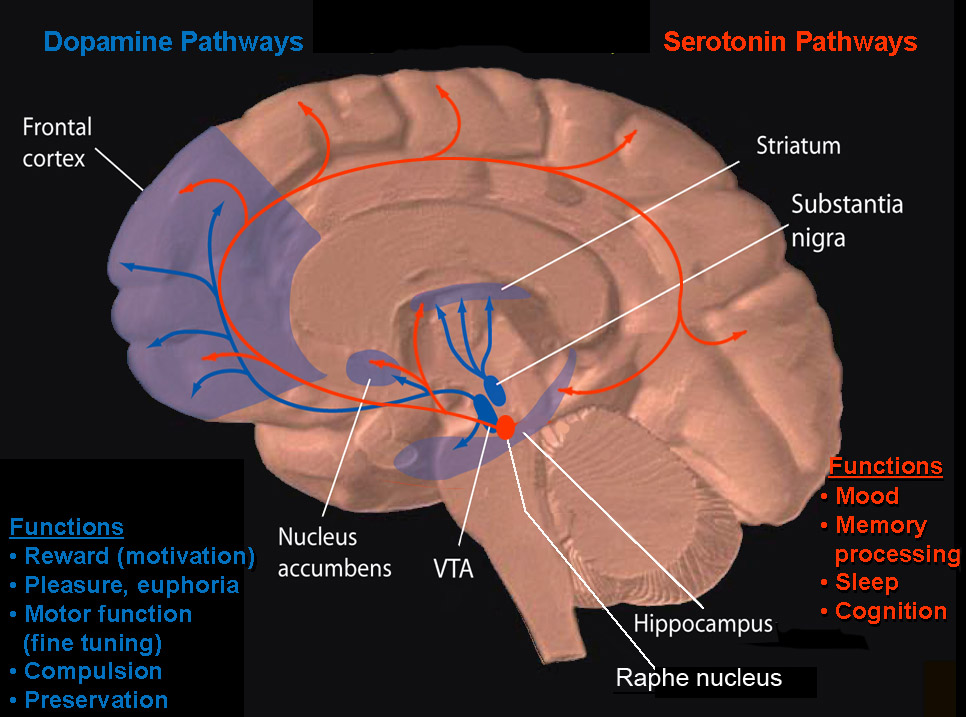 Dopamine Pathways
Serotonin Pathways
Frontal
cortex
Striatum
Substantia
nigra
Functions
• Mood
• Memory
processing
• Sleep
• Cognition
Functions
• Reward (motivation)
• Pleasure, euphoria
• Motor function
(fine tuning)
• Compulsion
• Preservation
Nucleus
accumbens
VTA
Hippocampus
Raphe nucleus